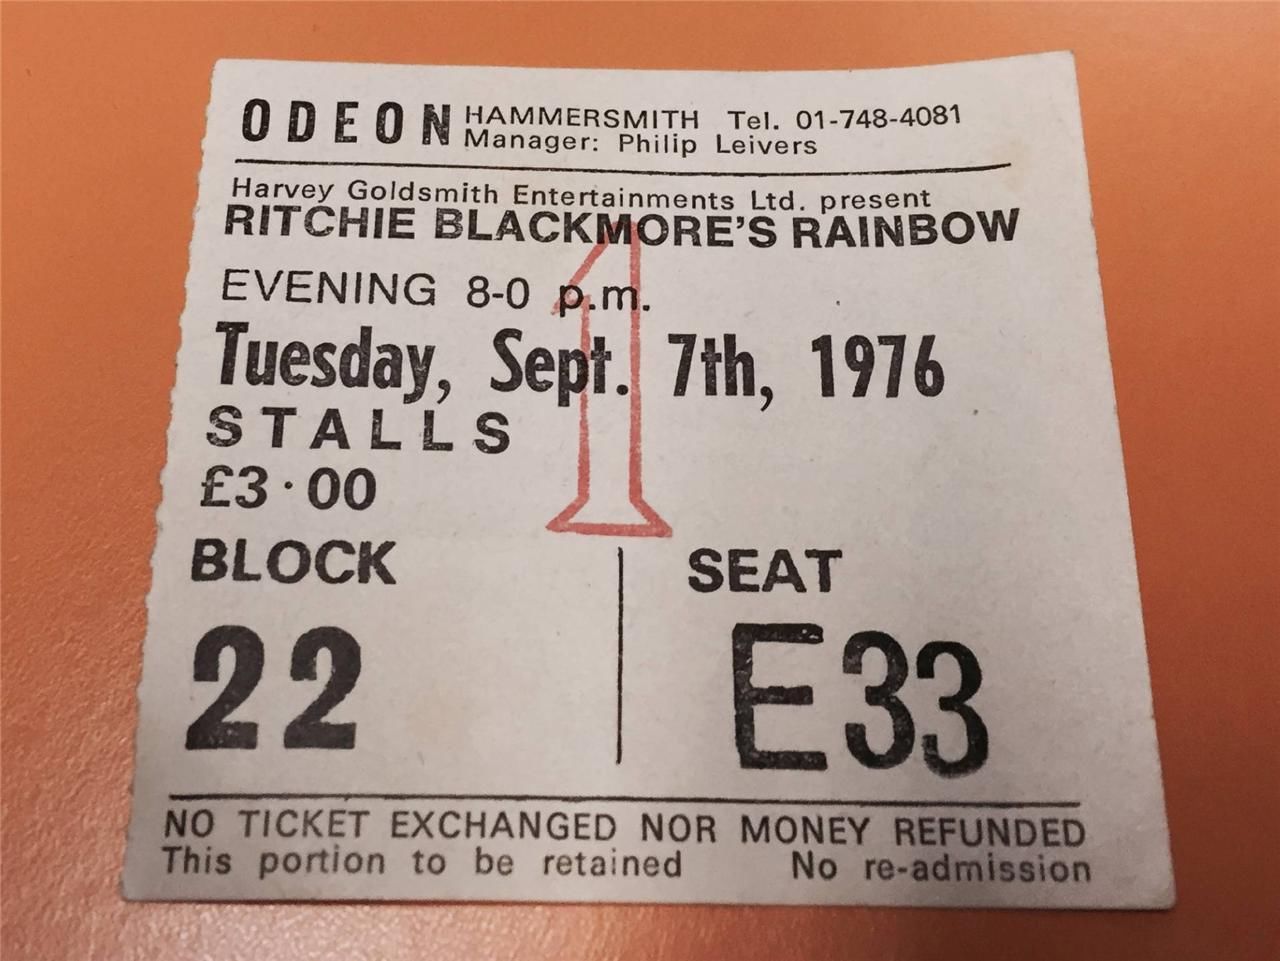 ODEON HAMMERSMITH Tel. 01-748-4081
Manager: Philip Leivers
Harvey Goldsmith Entertainments Ltd. present
RITCHIE BLACKMORE'S RAINBOW
EVENING 8-0 p.m.
Tuesday, Sept. 7th, 1976
STALLS
£3·00
1
BLOCK SEAT
22 E33
NO TICKET EXCHANGED NOR MONEY REFUNDED
This portion to be retained No re-admission